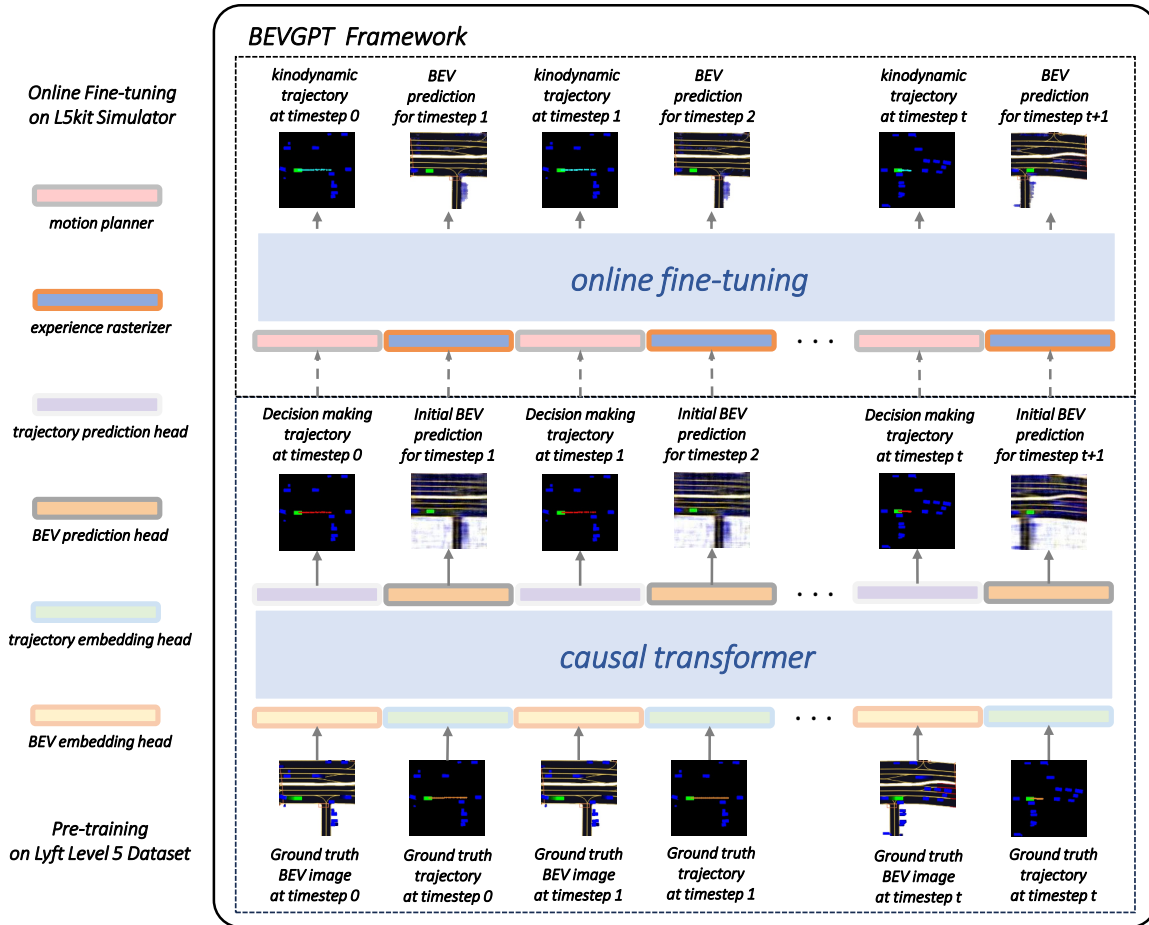 BEVGPT Framework
Online Fine-tuning
on L5kit Simulator
motion planner
experience rasterizer
trajectory prediction head
BEV prediction head
trajectory embedding head
BEV embedding head
Pre-training
on Lyft Level 5 Dataset
kinodynamic
trajectory
at timestep 0
BEV
prediction
for timestep 1
kinodynamic
trajectory
at timestep 1
BEV
prediction
for timestep 2
kinodynamic
trajectory
at timestep t
BEV
prediction
for timestep t+1
online fine-tuning
. . .
Decision making
trajectory
at timestep 0
Initial BEV
prediction
for timestep 1
Decision making
trajectory
at timestep 1
Initial BEV
prediction
for timestep 2
Decision making
trajectory
at timestep t
Initial BEV
prediction
for timestep t+1
. . .
causal transformer
. . .
Ground truth
BEV image
at timestep 0
Ground truth
trajectory
at timestep 0
Ground truth
BEV image
at timestep 1
Ground truth
trajectory
at timestep 1
Ground truth
BEV image
at timestep t
Ground truth
trajectory
at timestep t